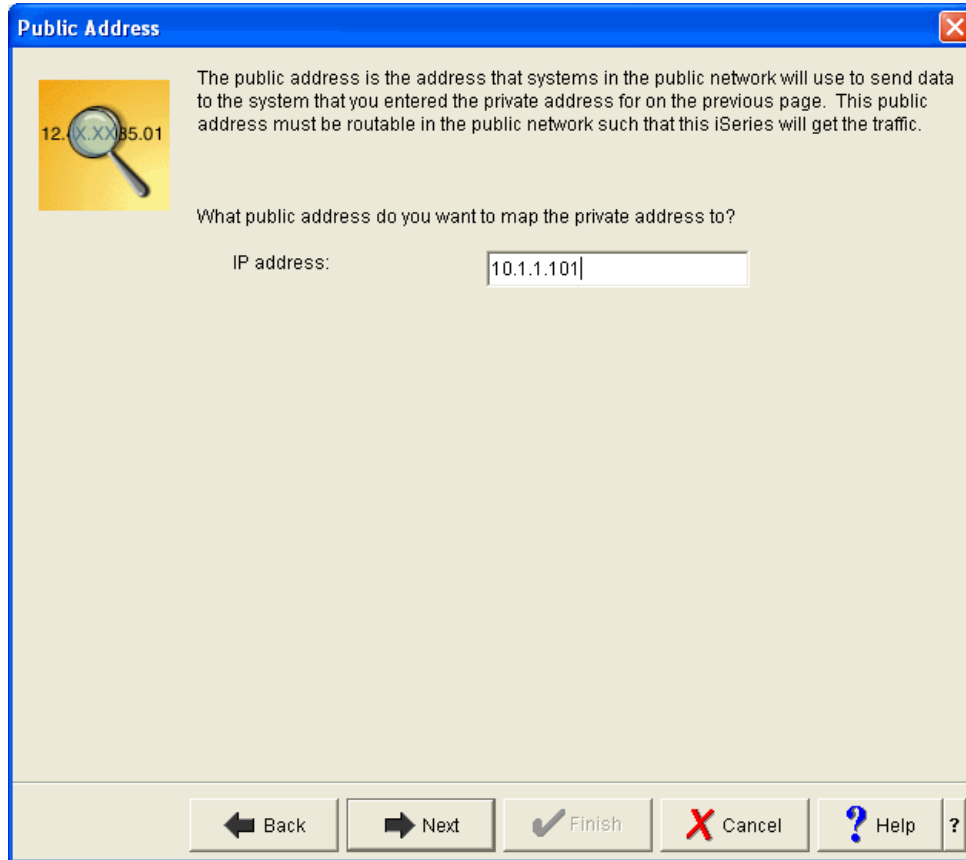 Public Address
The public address is the address that systems in the public network will use to send data
to the system that you entered the private address for on the previous page.  This public
address must be routable in the public network such that this iSeries will get the traffic.
12.4X.XX85.01
What public address do you want to map the private address to?
IP address:
10.1.1.101
Back
Next
Finish
Cancel
? Help
?